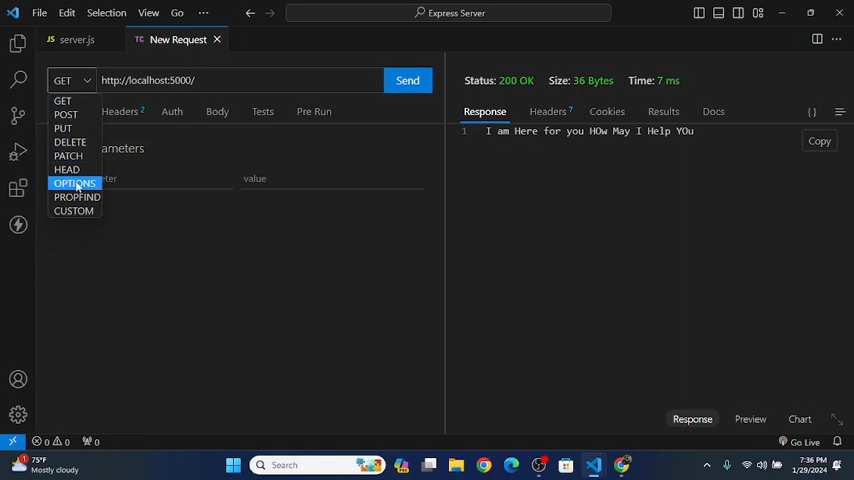 File Edit Selection View Go ··· Express Server
JS server.js TC New Request
GET http://localhost:5000/ Send Status: 200 OK Size: 36 Bytes Time: 7 ms
GET
POST
PUT
DELETE
PATCH
HEAD
OPTIONS
PROPFIND
CUSTOM
Headers 2 Auth Body Tests Pre Run Response Headers 7 Cookies Results Docs { }
ameters
eter value
1 I am Here for you HOw May I Help YOu
Copy
Response Preview Chart
0 0 0 Go Live
1 75°F
Mostly cloudy
Search
7:36 PM
1/29/2024